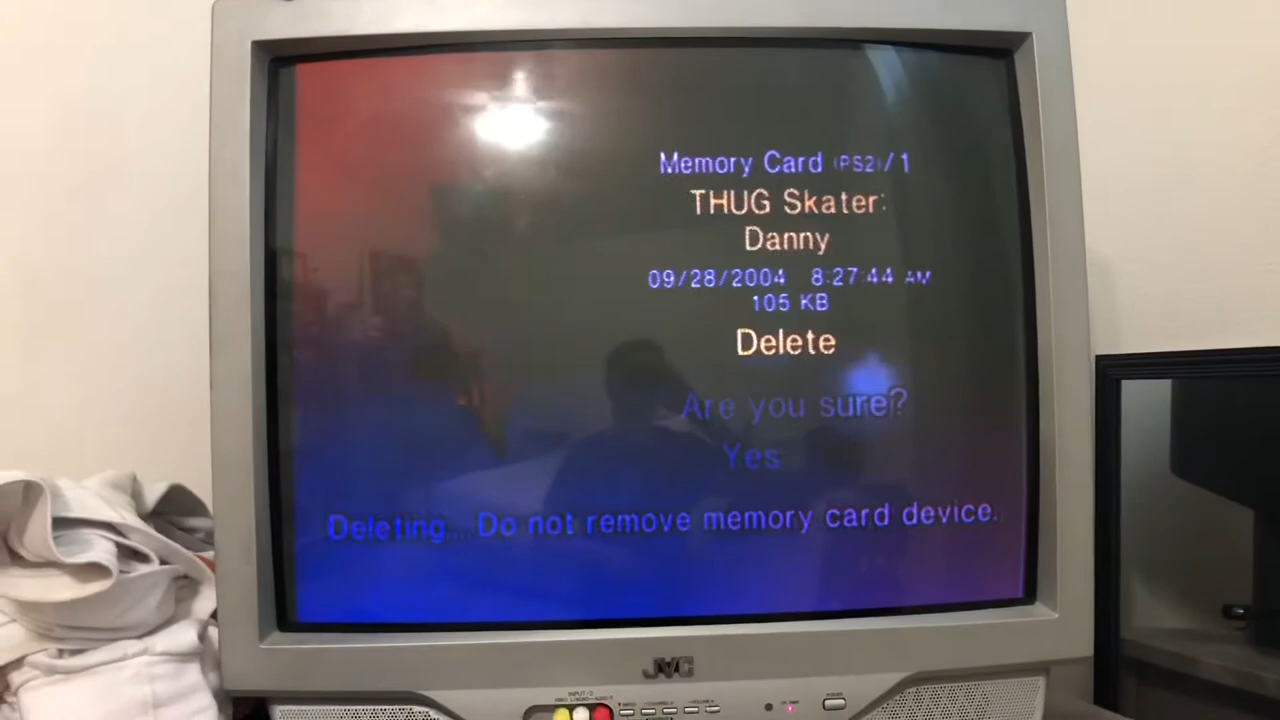 Memory Card (PS2)/1
THUG Skater:
Danny
09/28/2004 8:27:44 AM
105 KB
Delete
Are you sure?
Yes
Deleting... Do not remove memory card device.
JVC